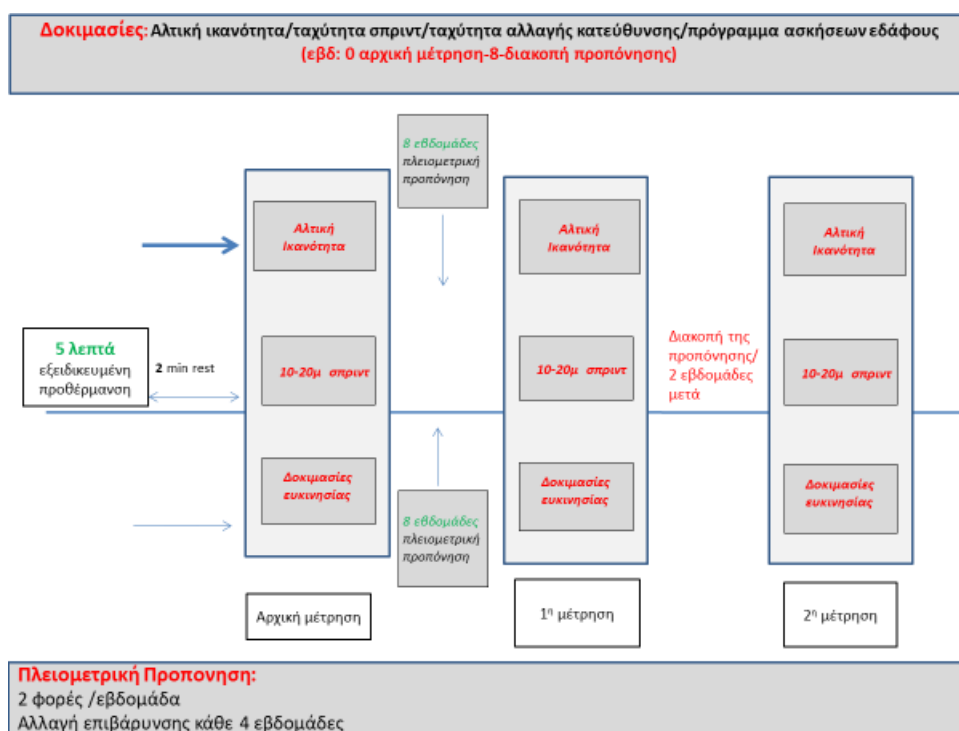 Δοκιμασίες: Αλτική ικανότητα/ταχύτητα σπριντ/ταχύτητα αλλαγής κατεύθυνσης/πρόγραμμα ασκήσεων εδάφους
(εβδ: 0 αρχική μέτρηση-8-διακοπή προπόνησης)
8 εβδομάδες
πλειομετρική
προπόνηση
Αλτική
Ικανότητα
Αλτική
Ικανότητα
Αλτική
Ικανότητα
5 λεπτά
εξειδικευμένη
προθέρμανση
2 min rest
10-20μ σπριντ
10-20μ σπριντ
Διακοπή της
προπόνησης/
2 εβδομάδες
μετά
10-20μ σπριντ
Δοκιμασίες
ευκινησίας
8 εβδομάδες
πλειομετρική
προπόνηση
Δοκιμασίες
ευκινησίας
Δοκιμασίες
ευκινησίας
Αρχική μέτρηση
1η μέτρηση
2η μέτρηση
Πλειομετρική Προπονηση:
2 φορές /εβδομάδα
Αλλαγή επιβάρυνσης κάθε 4 εβδομάδες